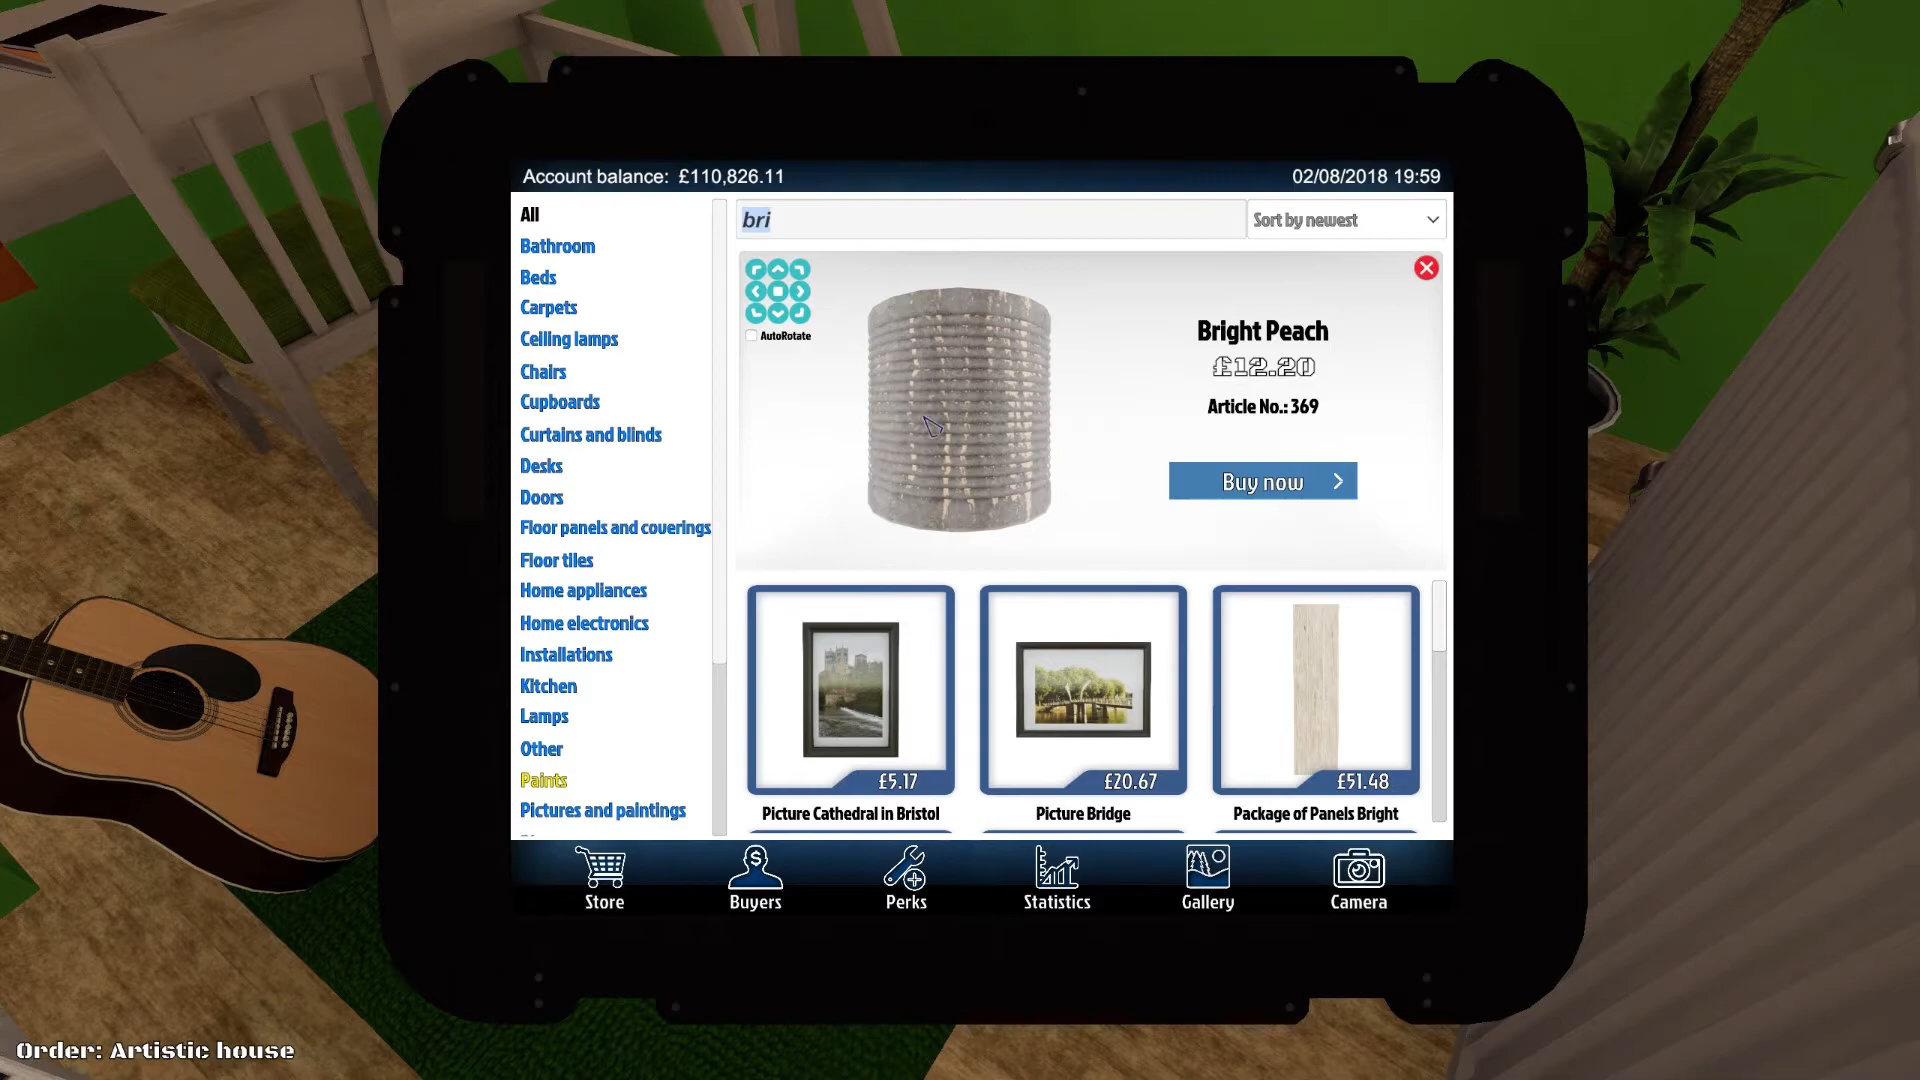 Account balance: £110,826.11
02/08/2018 19:59
All
Bathroom
Beds
Carpets
Ceiling lamps
Chairs
Cupboards
Curtains and blinds
Desks
Doors
Floor panels and coverings
Floor tiles
Home appliances
Home electronics
Installations
Kitchen
Lamps
Other
Paints
Pictures and paintings
bri
Sort by newest
AutoRotate
Bright Peach
£12.20
Article No.: 369
Buy now
£5.17
Picture Cathedral in Bristol
£20.67
Picture Bridge
£51.48
Package of Panels Bright
Store
Buyers
Perks
Statistics
Gallery
Camera
Order: Artistic house